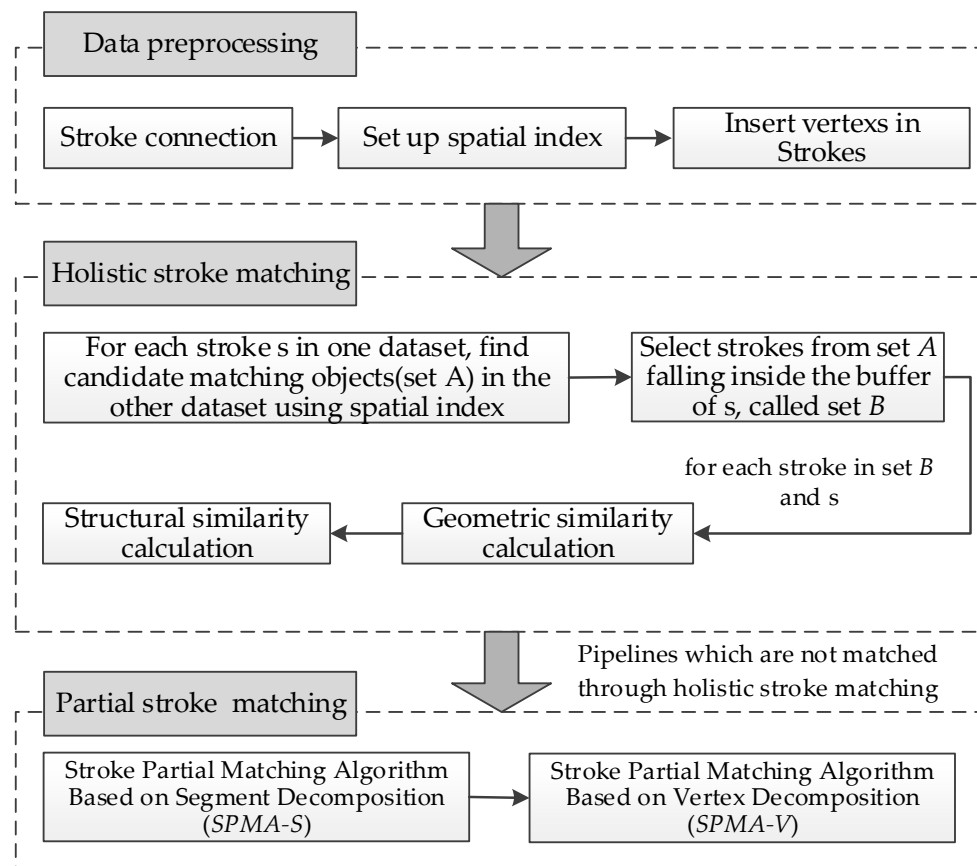 Data preprocessing
Stroke connection
Set up spatial index
Insert vertexs in
Strokes
Holistic stroke matching
For each stroke s in one dataset, find
candidate matching objects(set A) in the
other dataset using spatial index
Select strokes from set A
falling inside the buffer
of s, called set B
for each stroke in set B
and s
Geometric similarity
calculation
Structural similarity
calculation
Pipelines which are not matched
through holistic stroke matching
Partial stroke matching
Stroke Partial Matching Algorithm
Based on Segment Decomposition
(SPMA-S)
Stroke Partial Matching Algorithm
Based on Vertex Decomposition
(SPMA-V)